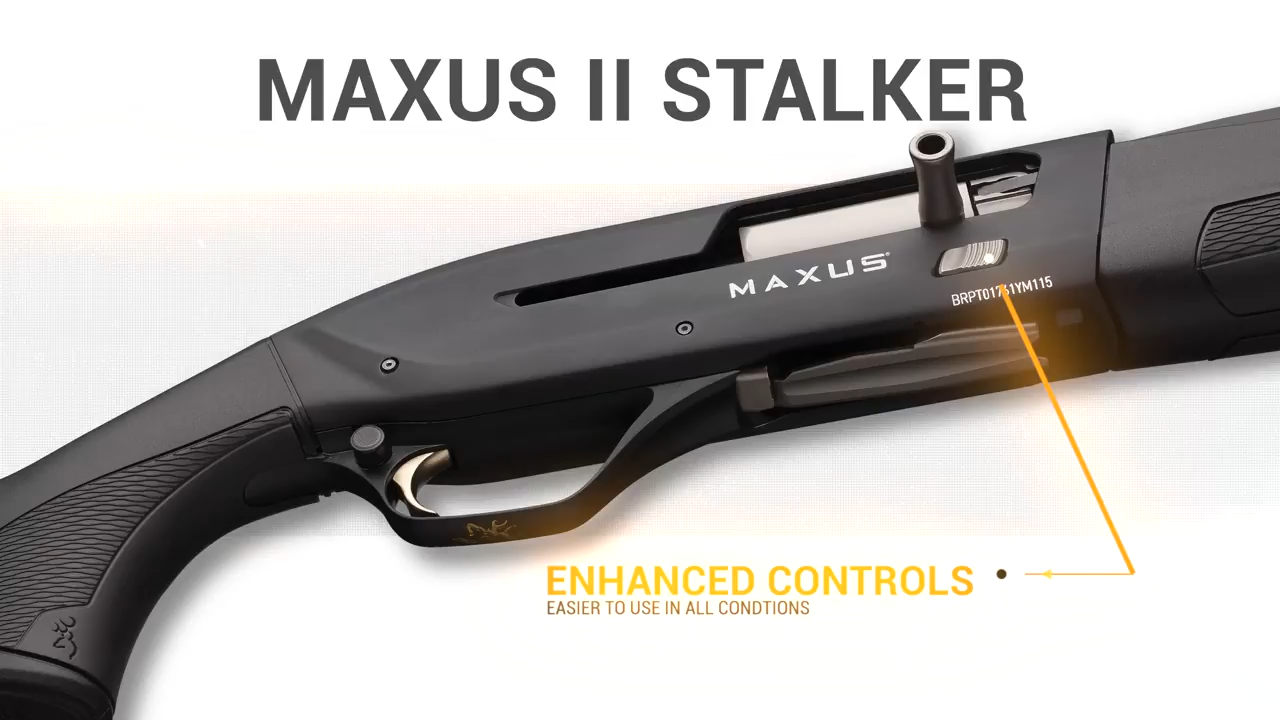 MAXUS II STALKER
MAXUS®
ENHANCED CONTROLS
EASIER TO USE IN ALL CONDTIONS